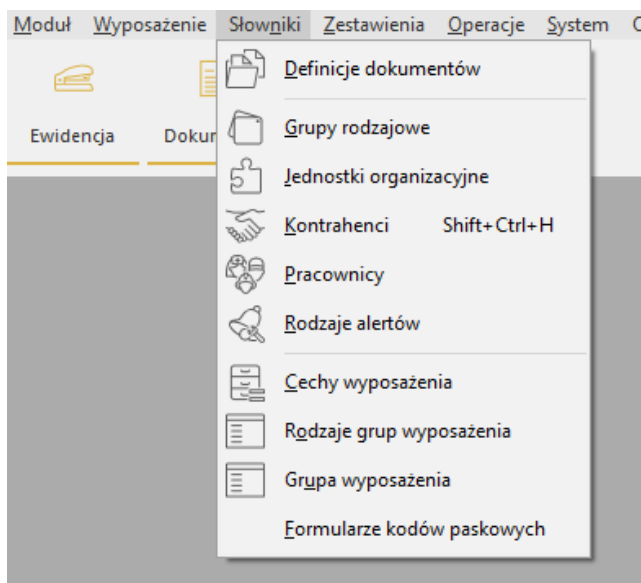 Moduł Wyposażenie Słowniki Zestawienia Operacje System
Definicje dokumentów
Ewidencja Dokur
Grupy rodzajowe
Jednostki organizacyjne
Kontrahenci Shift+Ctrl+H
Pracownicy
Rodzaje alertów
Cechy wyposażenia
Rodzaje grup wyposażenia
Grupa wyposażenia
Formularze kodów paskowych